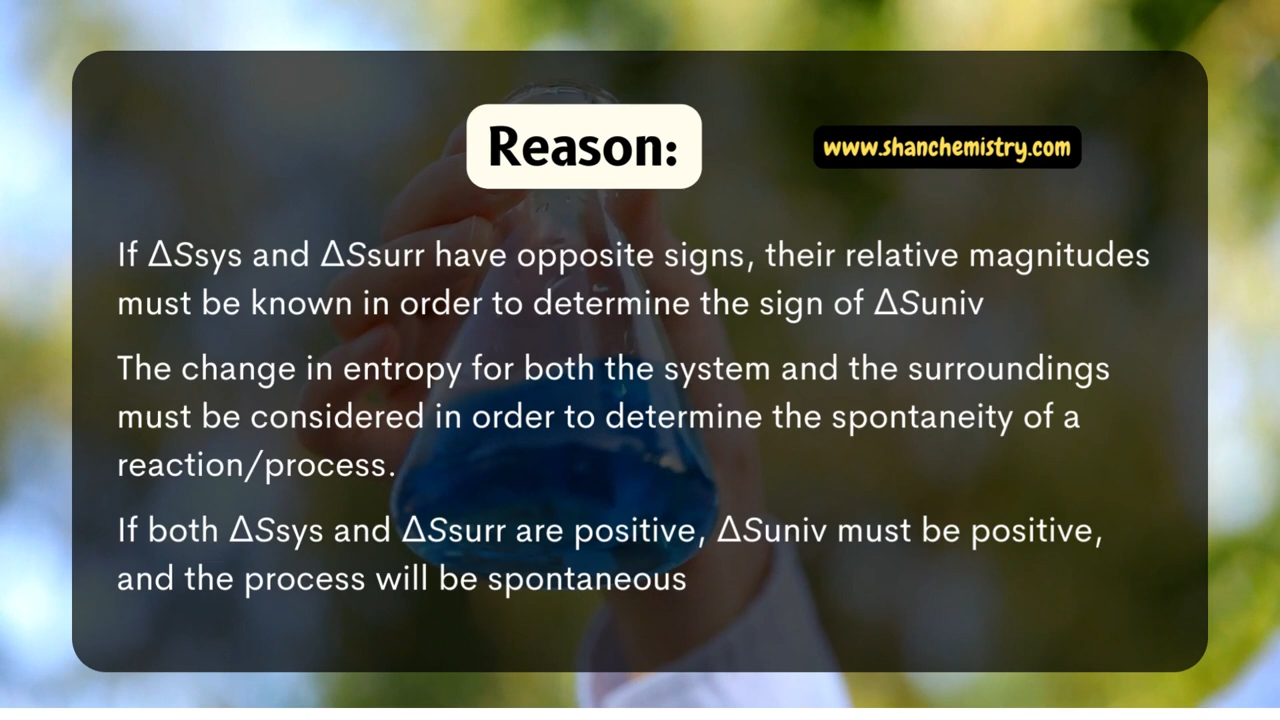 Reason:
www.shanchemistry.com
If ΔSsys and ΔSsurr have opposite signs, their relative magnitudes
must be known in order to determine the sign of ΔSuniv
The change in entropy for both the system and the surroundings
must be considered in order to determine the spontaneity of a
reaction/process.
If both ΔSsys and ΔSsurr are positive, ΔSuniv must be positive,
and the process will be spontaneous